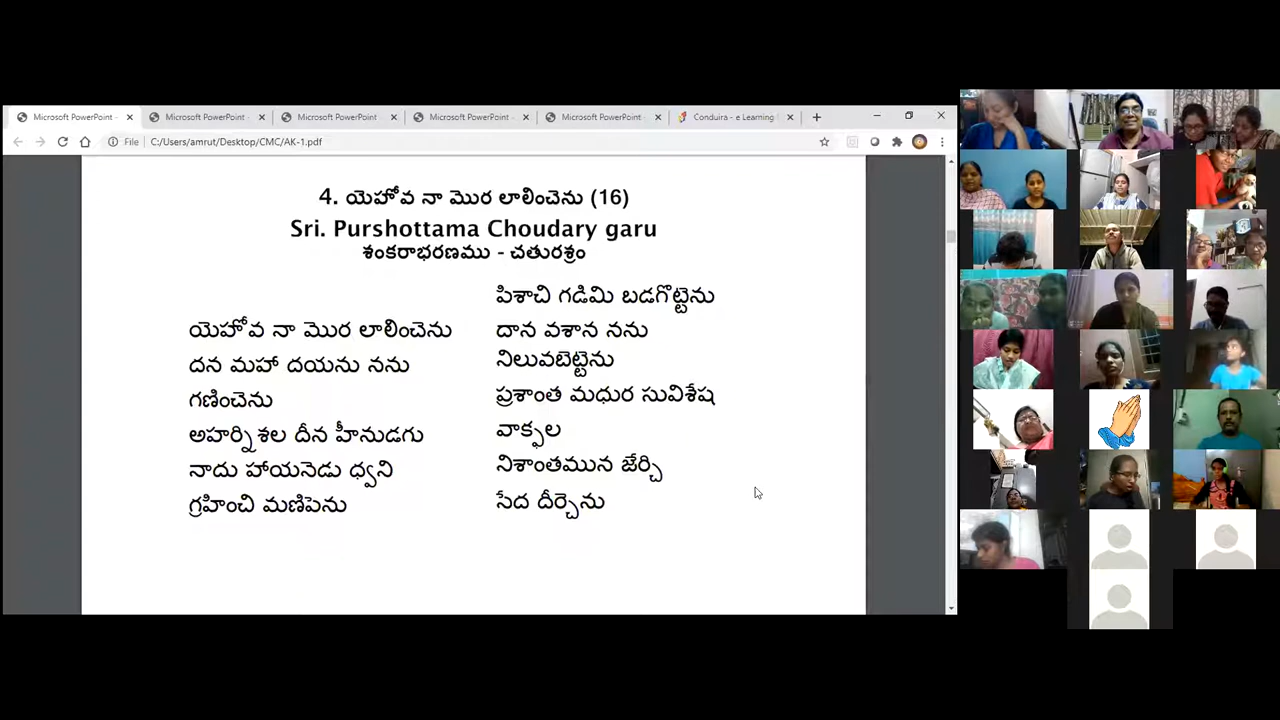 Microsoft PowerPoint -
Microsoft PowerPoint -
Microsoft PowerPoint -
Microsoft PowerPoint -
Microsoft PowerPoint -
Conduira - e Learning
File
C:/Users/amrut/Desktop/CMC/AK-1.pdf
4. యెహోవ నా మొర లాలించెను (16)
Sri. Purshottama Choudary garu
శంకరాభరణము - చతురశ్రం
యెహోవ నా మొర లాలించెను
దన మహా దయను నను
గణించెను
అహర్నిశల దీన హీనుడగు
నాదు హాయనెడు ధ్వని
గ్రహించి మణిపెను
పిశాచి గడిమి బడగొట్టెను
దాన వశాన నను
నిలువబెట్టెను
ప్రశాంత మధుర సువిశేష
వాక్ఫల
నిశాంతమున జేర్చి
సేద దీర్చెను